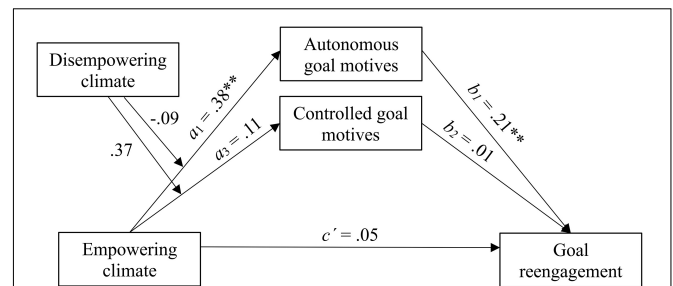 Disempowering
climate
Autonomous
goal motives
Controlled goal
motives
-.09
.37
a₁ = .38**
a₃ = .11
b₁ = .21**
b₂ = .01
c´ = .05
Empowering
climate
Goal
reengagement